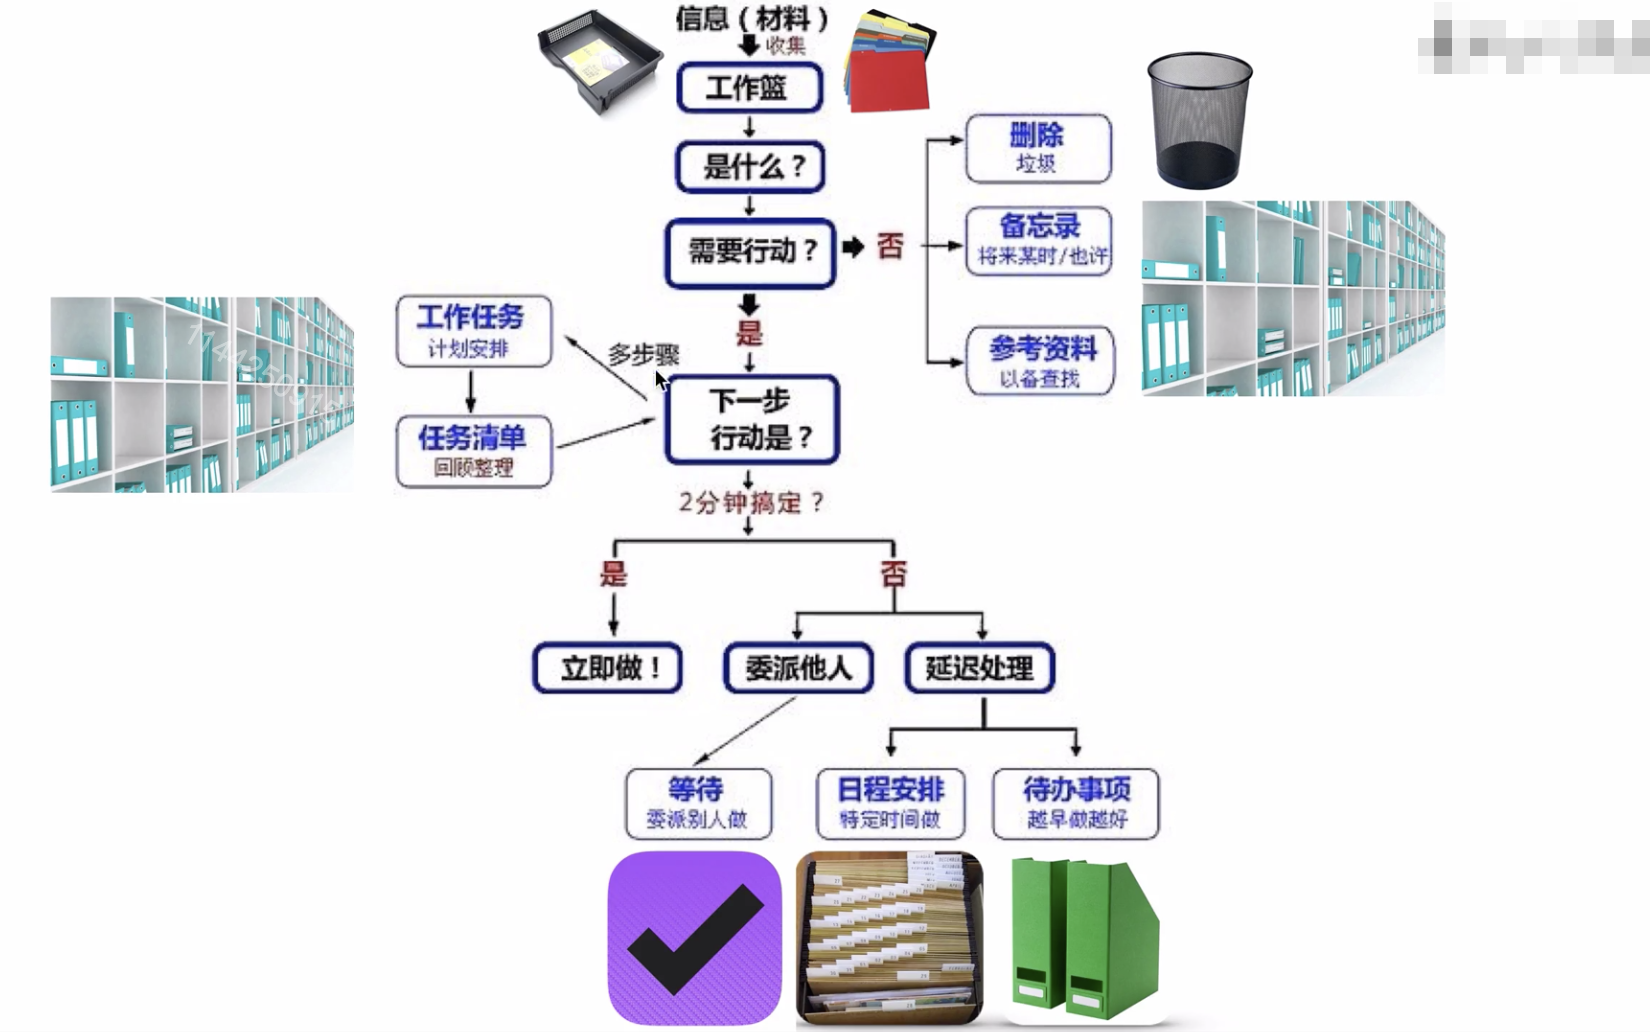 信息（材料）
收集
工作篮
是什么？
需要行动？
否
删除
垃圾
备忘录
将来某时/也许
参考资料
以备查找
是
工作任务
计划安排
多步骤
任务清单
回顾整理
下一步
行动是？
2分钟搞定？
是
否
立即做！
委派他人
延迟处理
等待
委派别人做
日程安排
特定时间做
待办事项
越早做越好